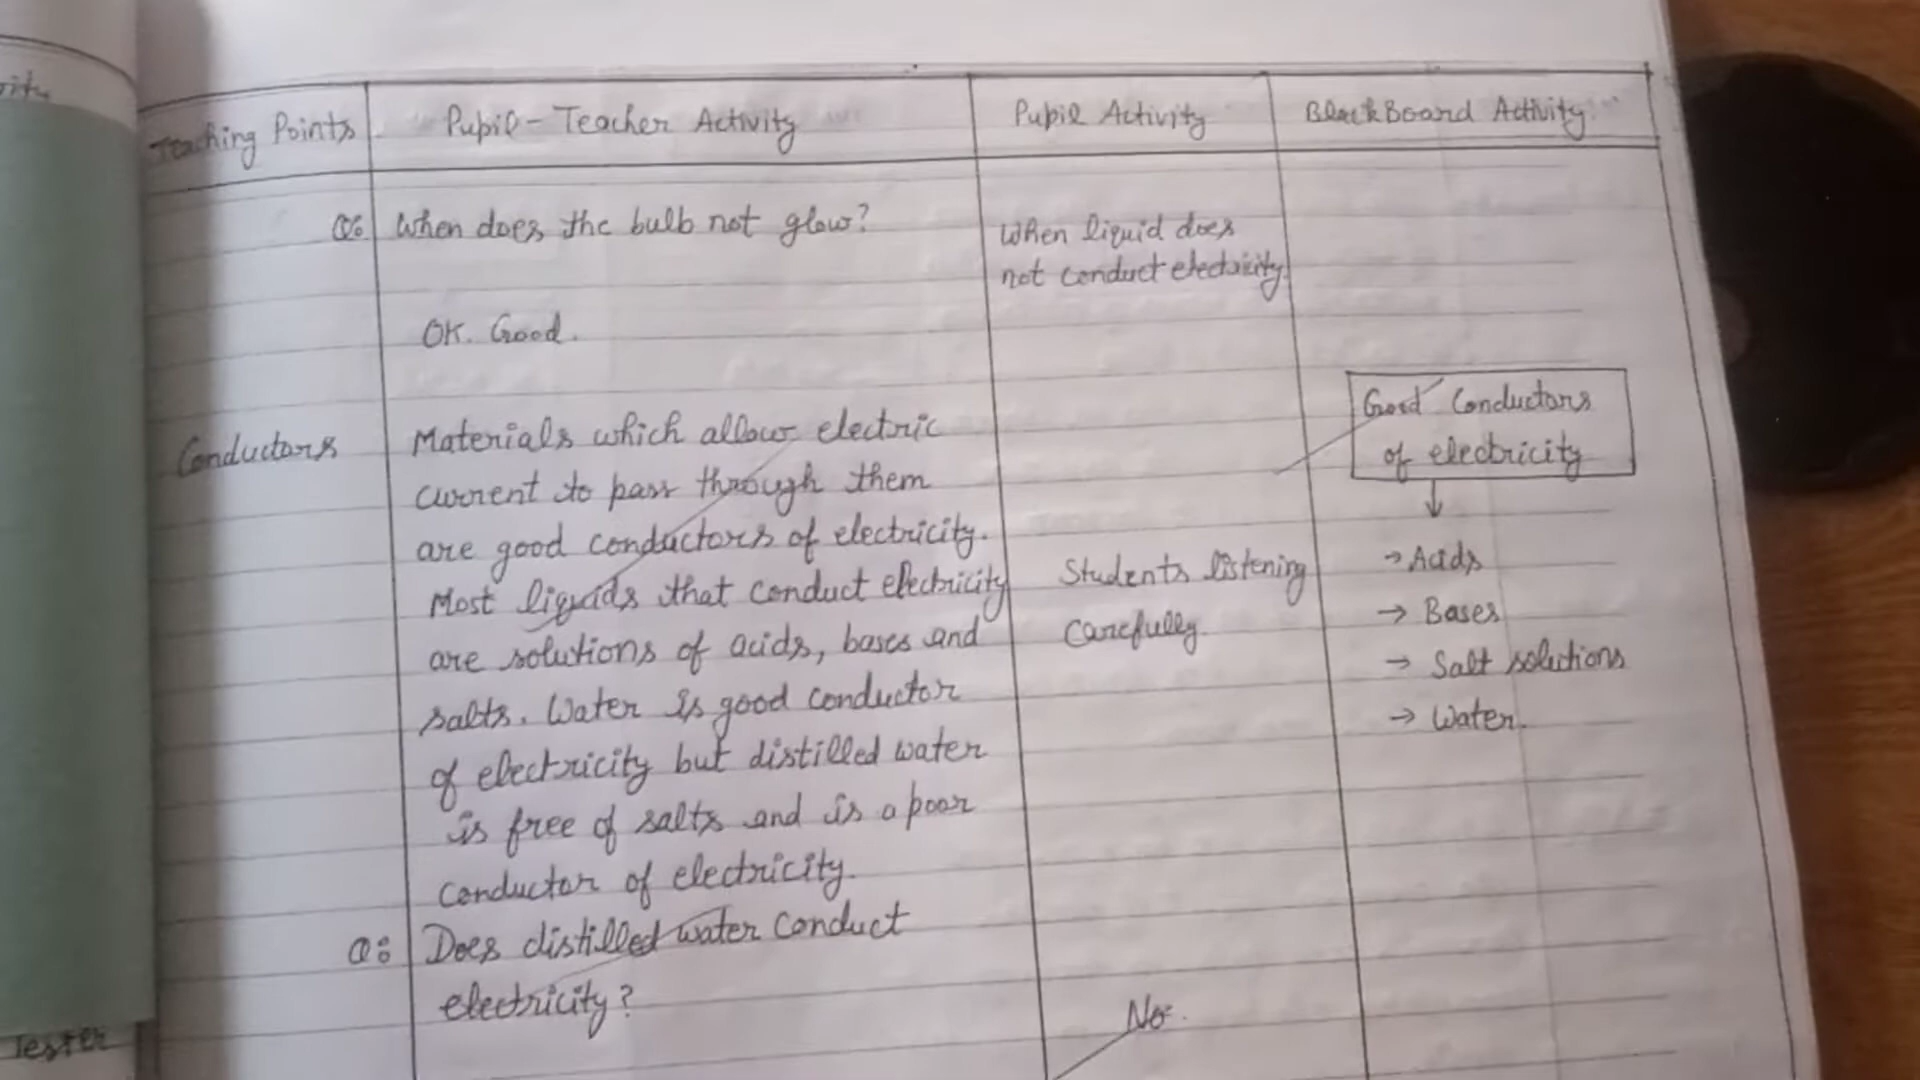 Teaching Points
Pupil-Teacher Activity
Pupil Activity
BlackBoard Activity
Q: When does the bulb not glow?
When liquid does
not conduct electricity.
OK. Good.
Conductors
Materials which allows electric
current to pass through them
are good conductors of electricity.
Most liquids that conduct electricity
are solutions of acids, bases and
salts. Water is good conductor
of electricity but distilled water
is free of salts and is a poor
conductor of electricity.
Students listening
Carefully.
Good Conductors
of electricity
↓
→ Acids
→ Bases
→ Salt solutions
→ Water.
Q: Does distilled water conduct
electricity?
No.
Tester